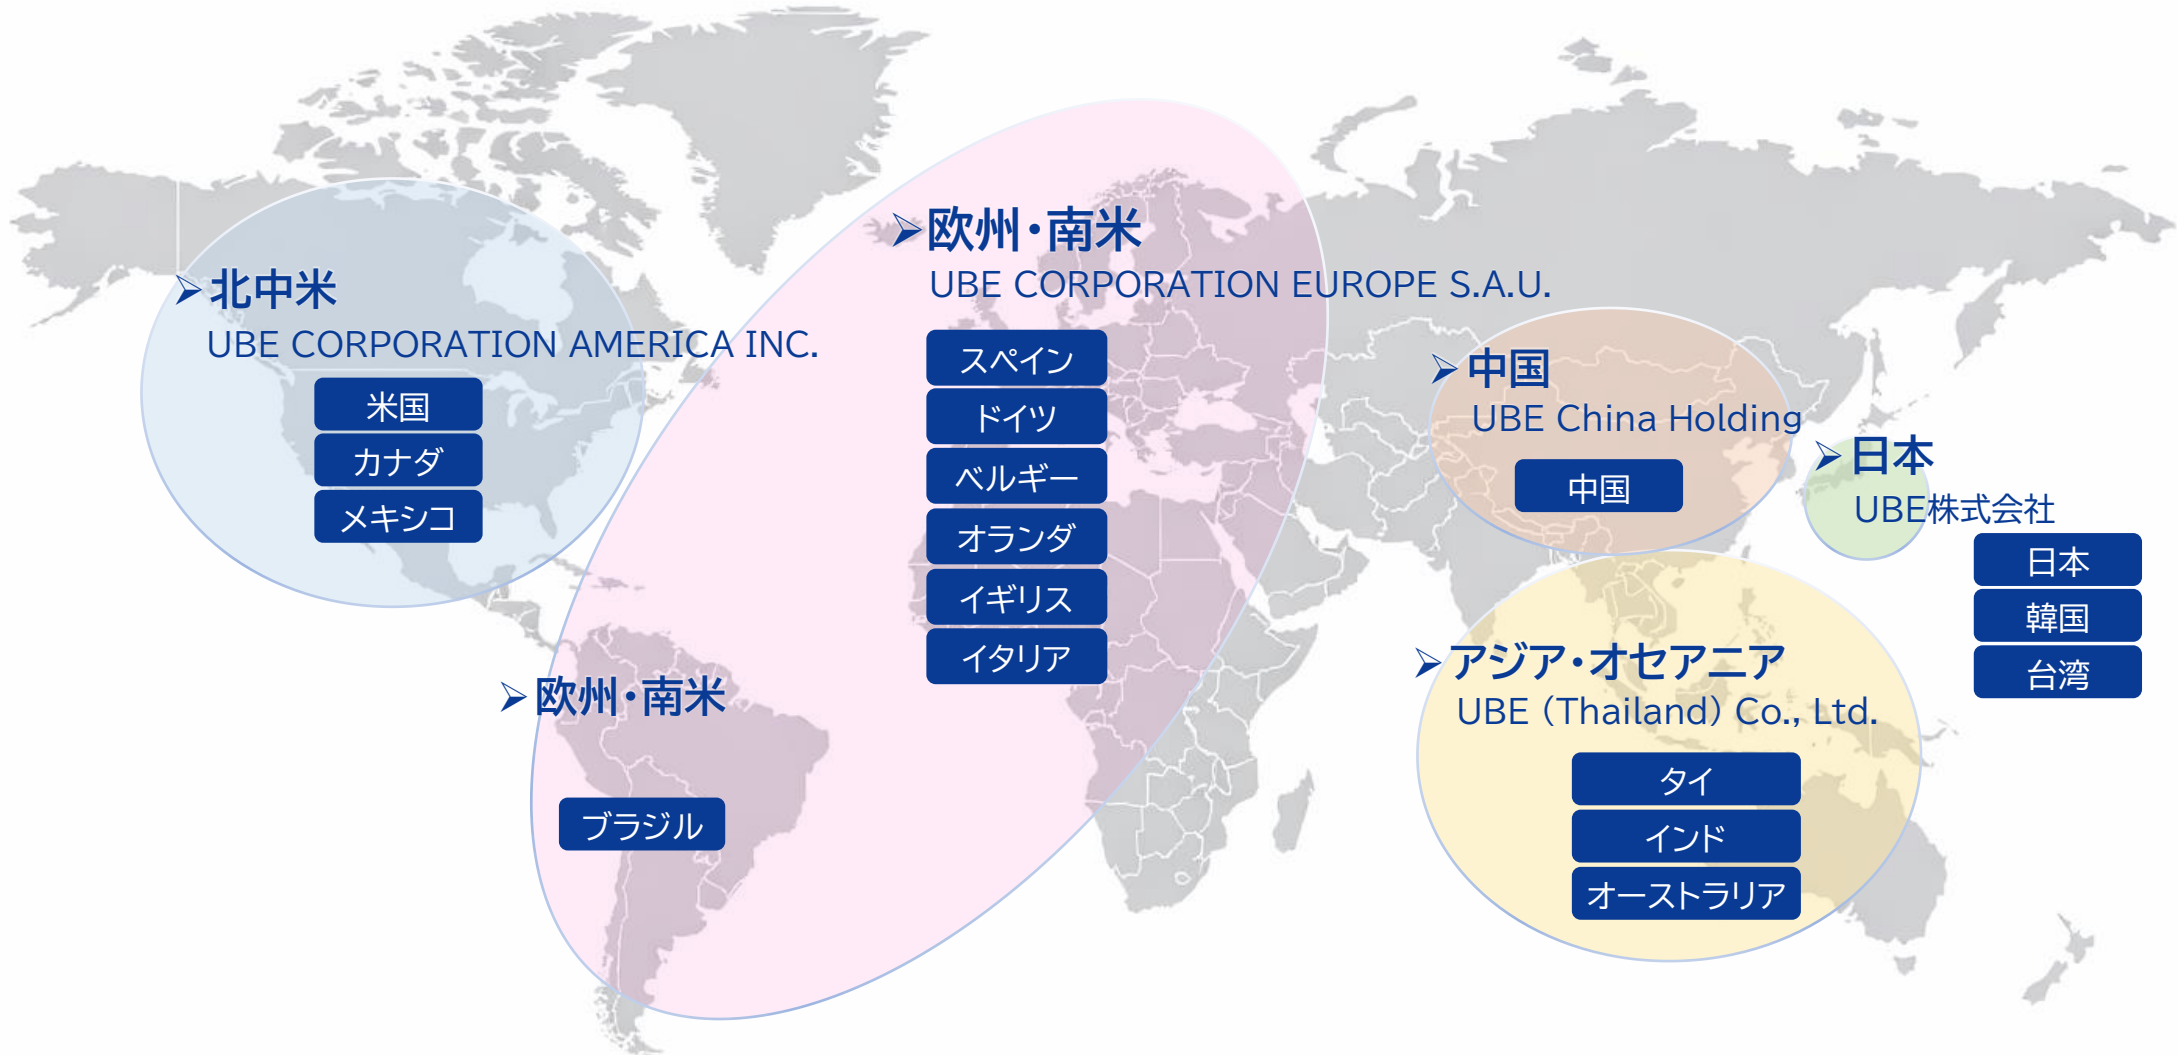 北中米
UBE CORPORATION AMERICA INC.
米国
カナダ
メキシコ
欧州・南米
UBE CORPORATION EUROPE S.A.U.
スペイン
ドイツ
ベルギー
オランダ
イギリス
イタリア
欧州・南米
ブラジル
中国
UBE China Holding
中国
日本
UBE株式会社
日本
韓国
台湾
アジア・オセアニア
UBE (Thailand) Co., Ltd.
タイ
インド
オーストラリア